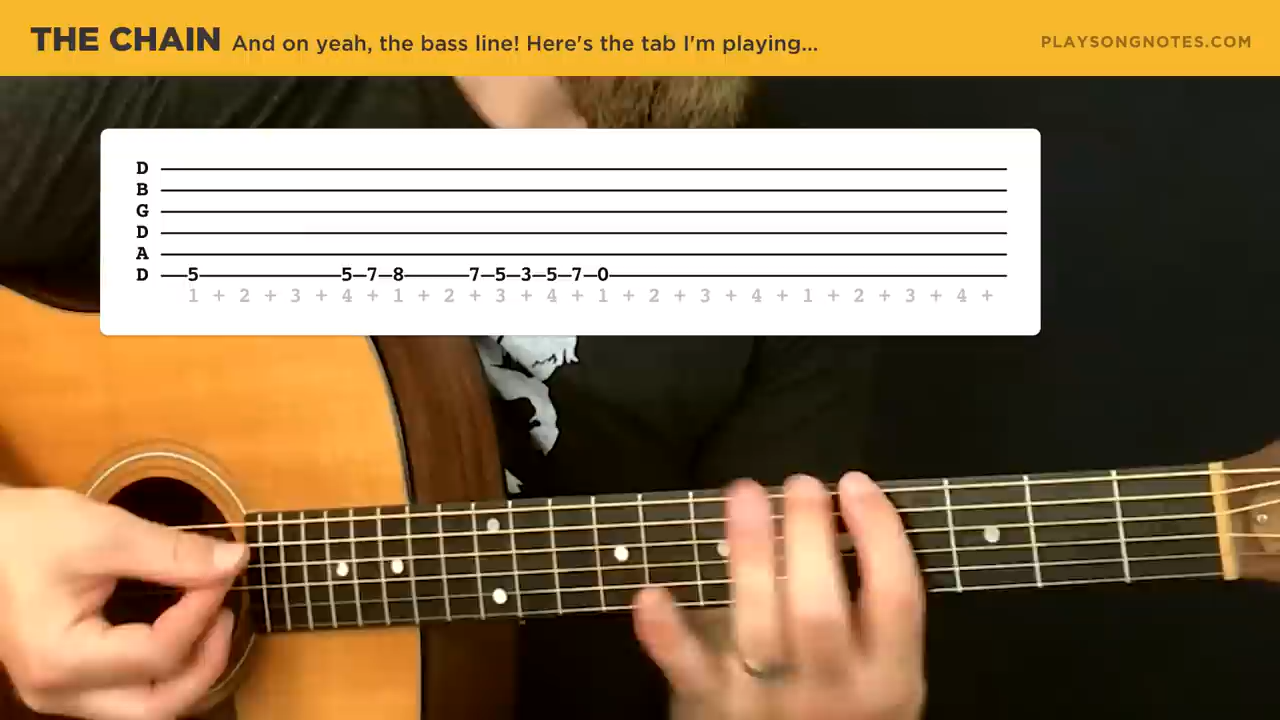 THE CHAIN And on yeah, the bass line! Here's the tab I'm playing...
PLAYSONGNOTES.COM
D
B
G
D
A
D 5 5 7 8 7 5 3 5 7 0
1 + 2 + 3 + 4 + 1 + 2 + 3 + 4 + 1 + 2 + 3 + 4 + 1 + 2 + 3 + 4 +